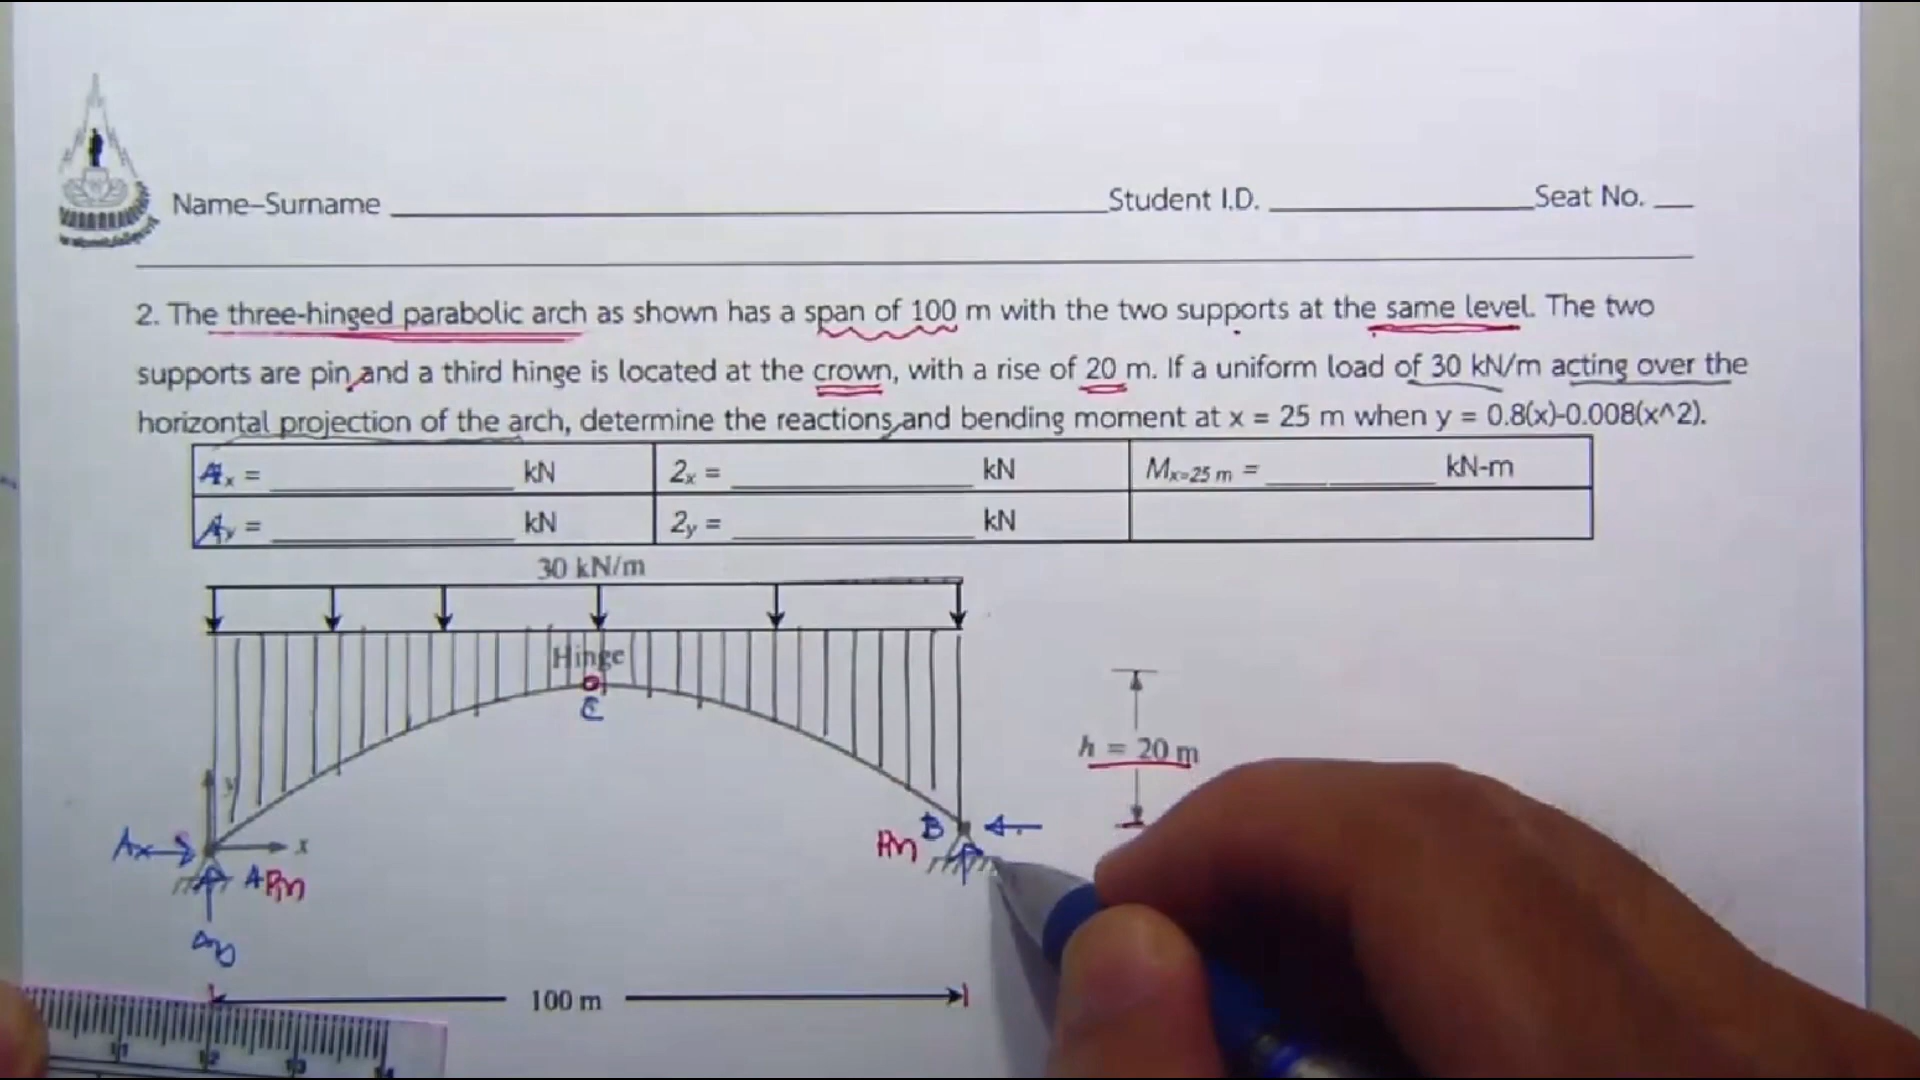 Name–Surname Student I.D. Seat No.
2. The three-hinged parabolic arch as shown has a span of 100 m with the two supports at the same level. The two
supports are pin and a third hinge is located at the crown, with a rise of 20 m. If a uniform load of 30 kN/m acting over the
horizontal projection of the arch, determine the reactions and bending moment at x = 25 m when y = 0.8(x)-0.008(x^2).
Ax = kN 2x = kN Mx=25 m = kN-m
Ay = kN 2y = kN
30 kN/m
Hinge
C
h = 20 m
y
B
Ax x Pin
A Pin
Ay
100 m
11 12 13